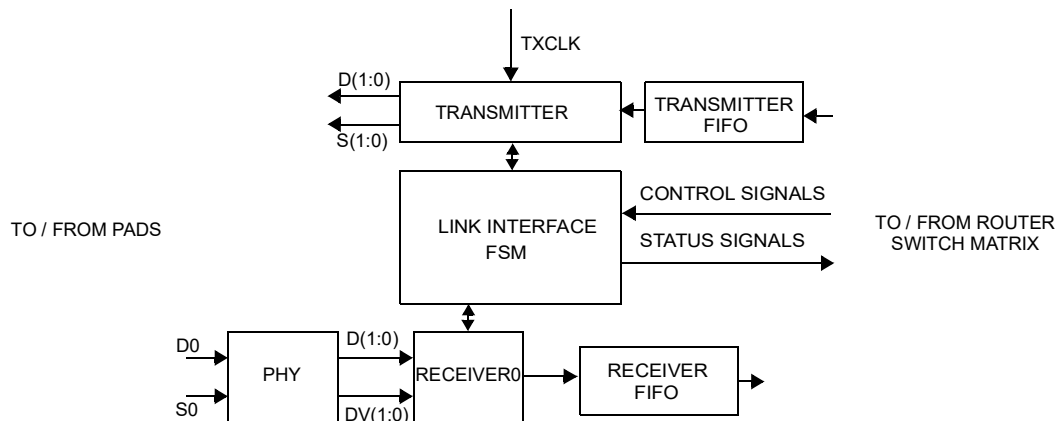 TXCLK
D(1:0)
TRANSMITTER
TRANSMITTER
FIFO
S(1:0)
CONTROL SIGNALS
LINK INTERFACE
FSM
TO / FROM PADS
TO / FROM ROUTER
SWITCH MATRIX
STATUS SIGNALS
D0
D(1:0)
PHY
RECEIVER0
RECEIVER
FIFO
S0
DV(1:0)